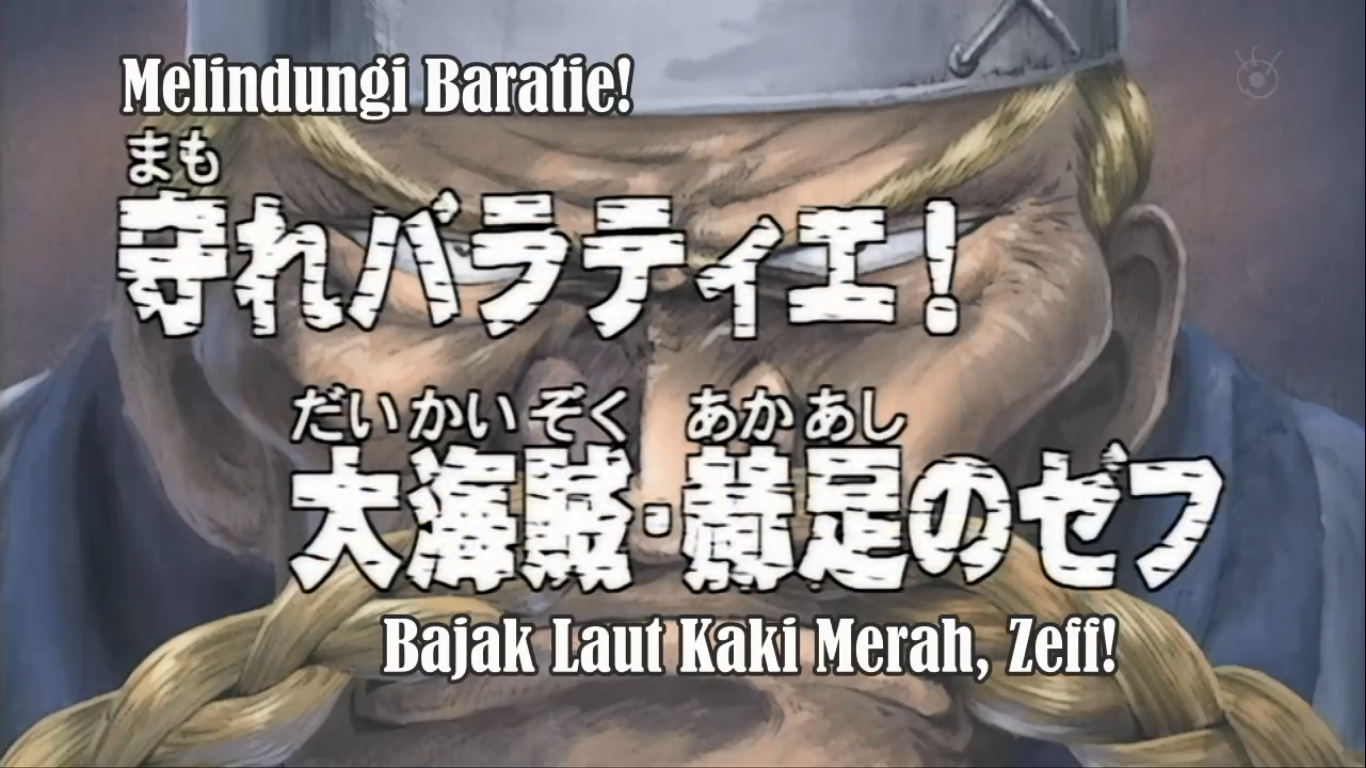 Melindungi Baratie!
まも
守れバラティエ!
だいかいぞく あかあし
大海賊・赫足のゼフ
Bajak Laut Kaki Merah, Zeff!